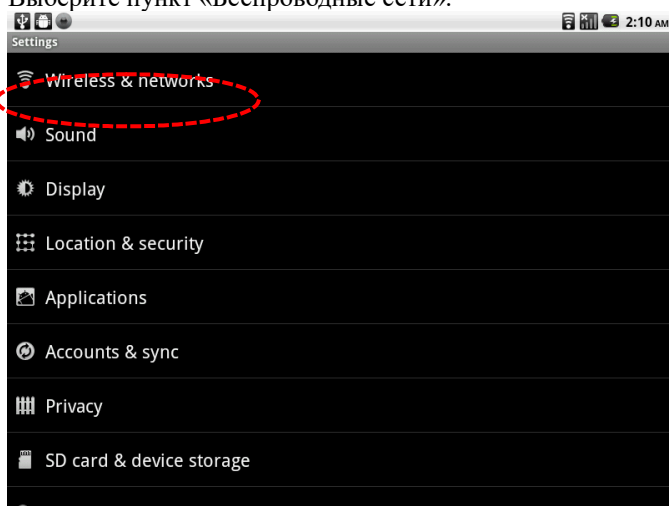 Выберите пункт «Беспроводные сети».
2:10 AM
Settings
Wireless & networks
Sound
Display
Location & security
Applications
Accounts & sync
Privacy
SD card & device storage